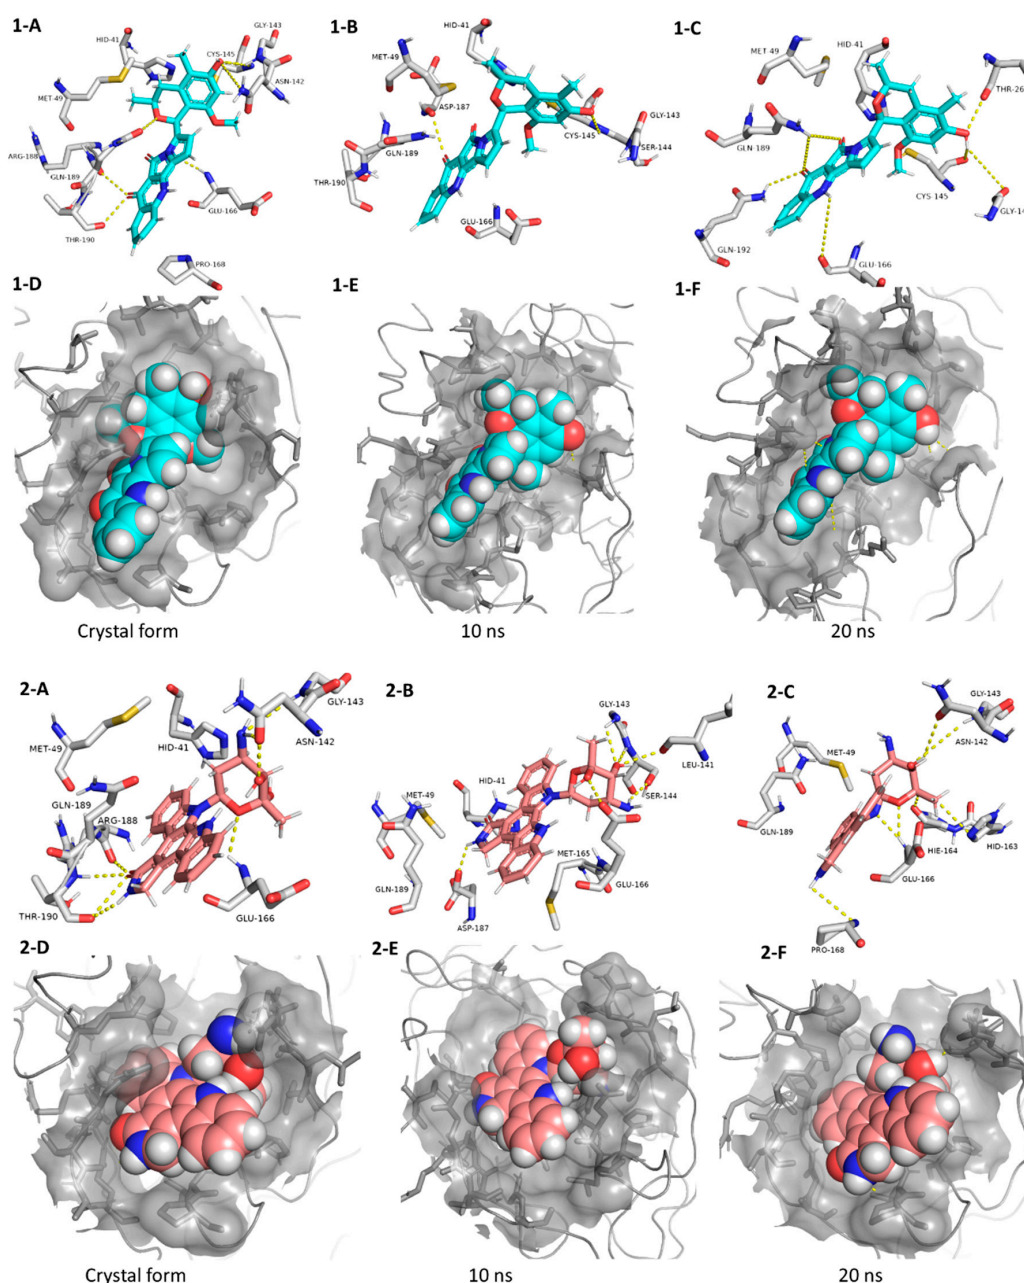 1-A
1-B
1-C
GLY-143
HID-41
CYS-145
ASN-142
MET-49
ARG-188
GLN-189
THR-190
GLU-166
PRO-168
HID-41
MET-49
ASP-187
GLN-189
THR-190
CYS-145
GLY-143
SER-144
GLU-166
MET-49
HID-41
THR-26
GLN 189
CYS 145
GLN-192
GLU-166
1-D
1-E
1-F
Crystal form
10 ns
20 ns
2-A
2-B
2-C
GLY-143
ASN-142
HID-41
MET-49
GLN-189
ARG-188
THR-190
GLU-166
GLY-143
LEU-141
HID-41
MET-49
SER-144
MET-165
GLU-166
GLN-189
ASP-187
GLY-143
ASN-142
MET-49
GLN-189
HIE-164
HID-163
GLU-166
PRO-168
2-D
2-E
2-F
Crystal form
10 ns
20 ns